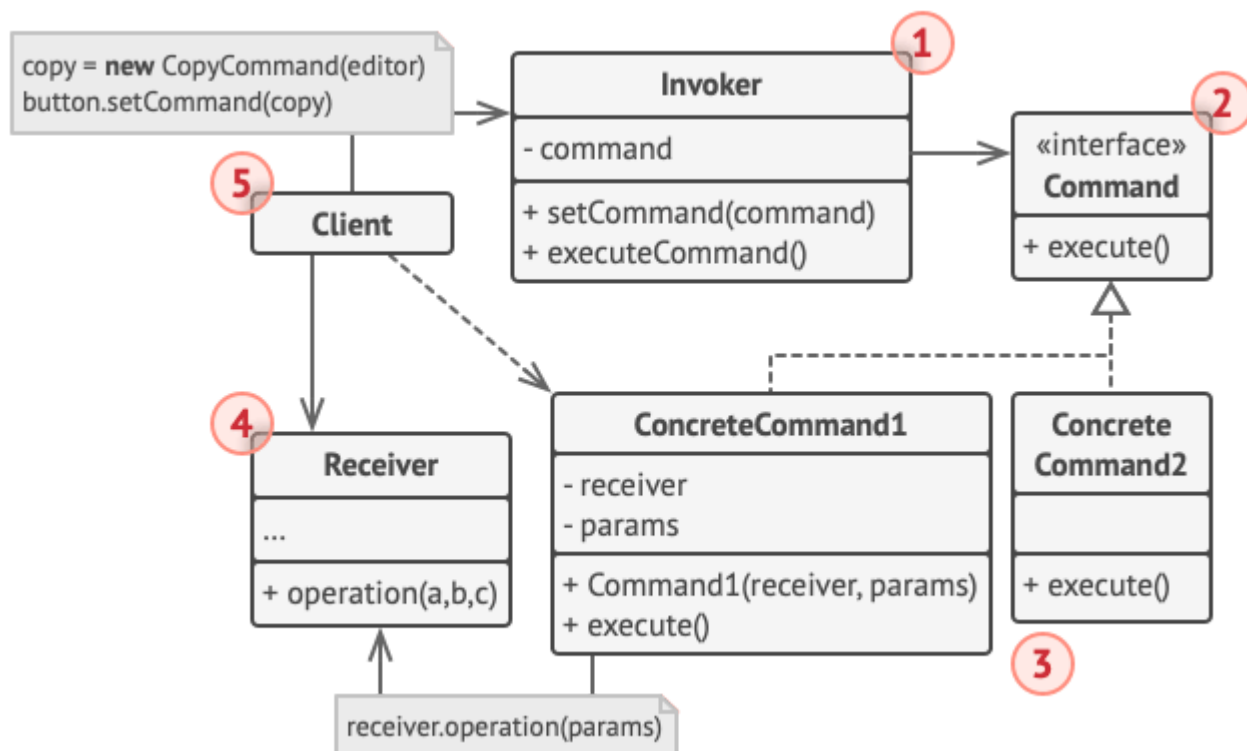 copy = new CopyCommand(editor)
button.setCommand(copy)
1
Invoker
- command
+ setCommand(command)
+ executeCommand()
2
«interface»
Command
+ execute()
5
Client
4
Receiver
...
+ operation(a,b,c)
ConcreteCommand1
- receiver
- params
+ Command1(receiver, params)
+ execute()
Concrete
Command2
+ execute()
3
receiver.operation(params)